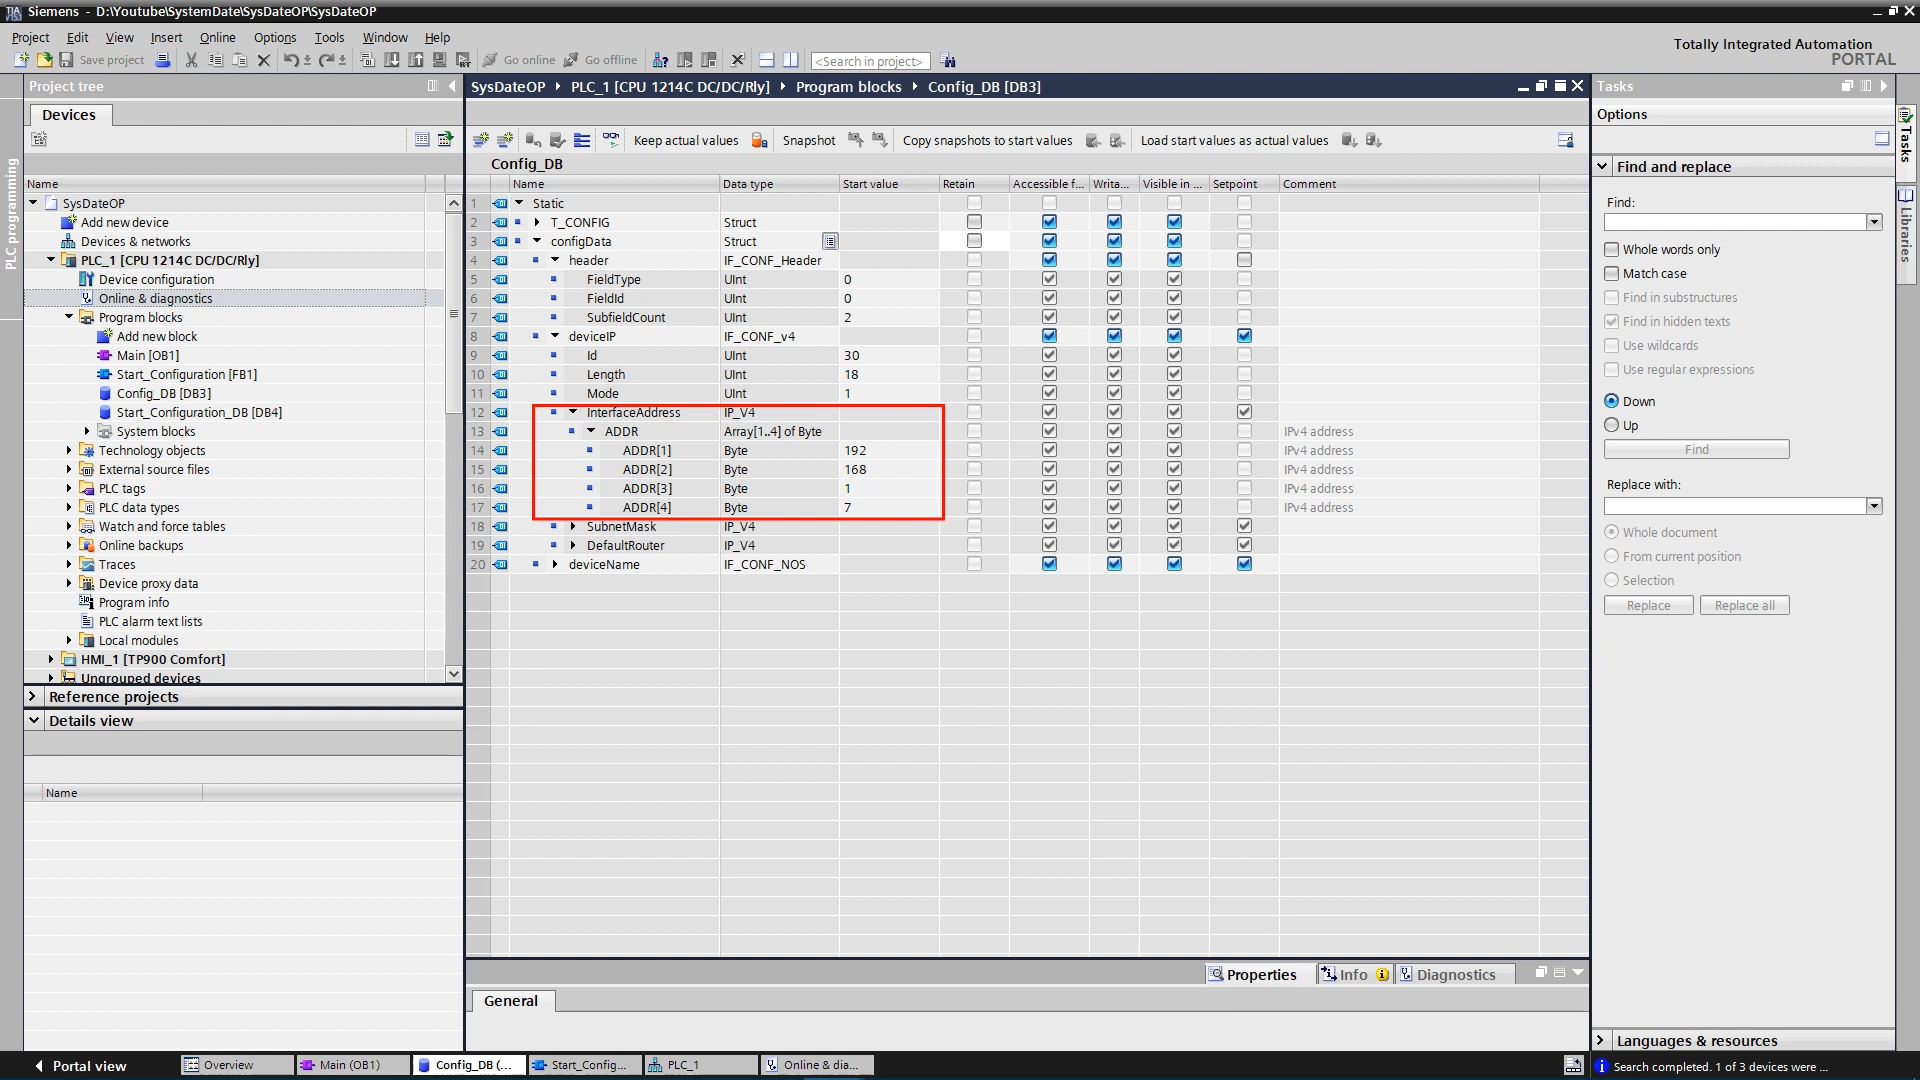 Siemens - D:\Youtube\SystemDate\SysDateOP\SysDateOP
Project Edit View Insert Online Options Tools Window Help
Totally Integrated Automation
PORTAL
Save project
Go online
Go offline
<Search in project>
Project tree
Devices
PLC programming
Name
SysDateOP
Add new device
Devices & networks
PLC_1 [CPU 1214C DC/DC/Rly]
Device configuration
Online & diagnostics
Program blocks
Add new block
Main [OB1]
Start_Configuration [FB1]
Config_DB [DB3]
Start_Configuration_DB [DB4]
System blocks
Technology objects
External source files
PLC tags
PLC data types
Watch and force tables
Online backups
Traces
Device proxy data
Program info
PLC alarm text lists
Local modules
HMI_1 [TP900 Comfort]
Ungrouped devices
Reference projects
Details view
Name
SysDateOP PLC_1 [CPU 1214C DC/DC/Rly] Program blocks Config_DB [DB3]
Keep actual values Snapshot Copy snapshots to start values Load start values as actual values
Config_DB
Name Data type Start value Retain Accessible f... Writa... Visible in ... Setpoint Comment
1 Static
2 T_CONFIG Struct
3 configData Struct
4 header IF_CONF_Header
5 FieldType UInt 0
6 FieldId UInt 0
7 SubfieldCount UInt 2
8 deviceIP IF_CONF_v4
9 Id UInt 30
10 Length UInt 18
11 Mode UInt 1
12 InterfaceAddress IP_V4
13 ADDR Array[1..4] of Byte IPv4 address
14 ADDR[1] Byte 192 IPv4 address
15 ADDR[2] Byte 168 IPv4 address
16 ADDR[3] Byte 1 IPv4 address
17 ADDR[4] Byte 7 IPv4 address
18 SubnetMask IP_V4
19 DefaultRouter IP_V4
20 deviceName IF_CONF_NOS
Properties Info Diagnostics
General
Tasks
Options
Find and replace
Find:
Whole words only
Match case
Find in substructures
Find in hidden texts
Use wildcards
Use regular expressions
Down
Up
Find
Replace with:
Whole document
From current position
Selection
Replace Replace all
Languages & resources
Tasks
Libraries
Portal view Overview Main (OB1) Config_DB (... Start_Config... PLC_1 Online & dia... Search completed. 1 of 3 devices were ...